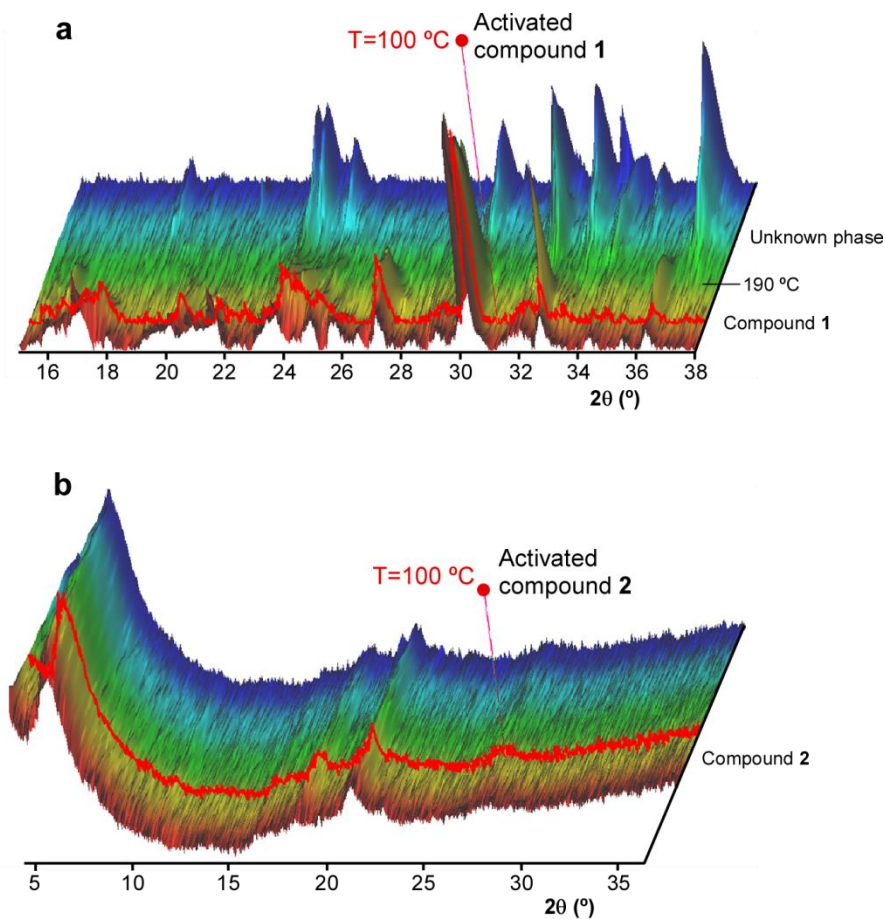 a
T=100 ºC
Activated
compound 1
Unknown phase
190 ºC
Compound 1
16 18 20 22 24 26 28 30 32 34 36 38
2θ (º)
b
T=100 ºC
Activated
compound 2
Compound 2
5 10 15 20 25 30 35
2θ (º)